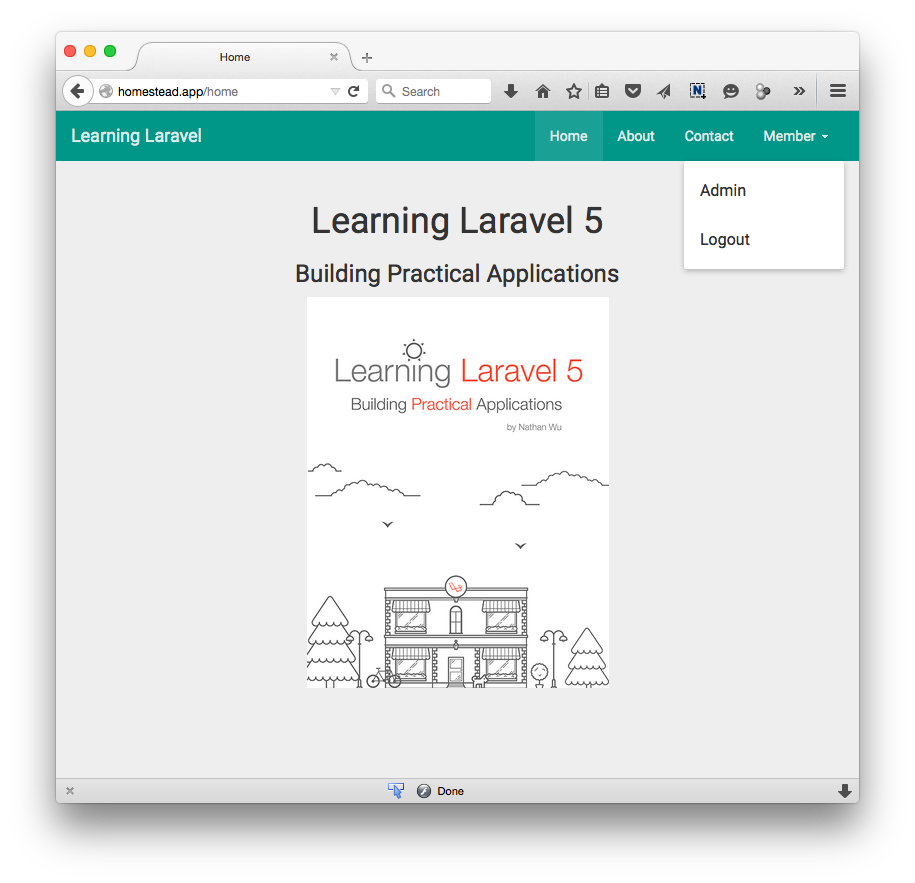 Home
homestead.app/home
Search
N
Learning Laravel
Home
About
Contact
Member
Admin
Logout
Learning Laravel 5
Building Practical Applications
Learning Laravel 5
Building Practical Applications
by Nathan Wu
Done